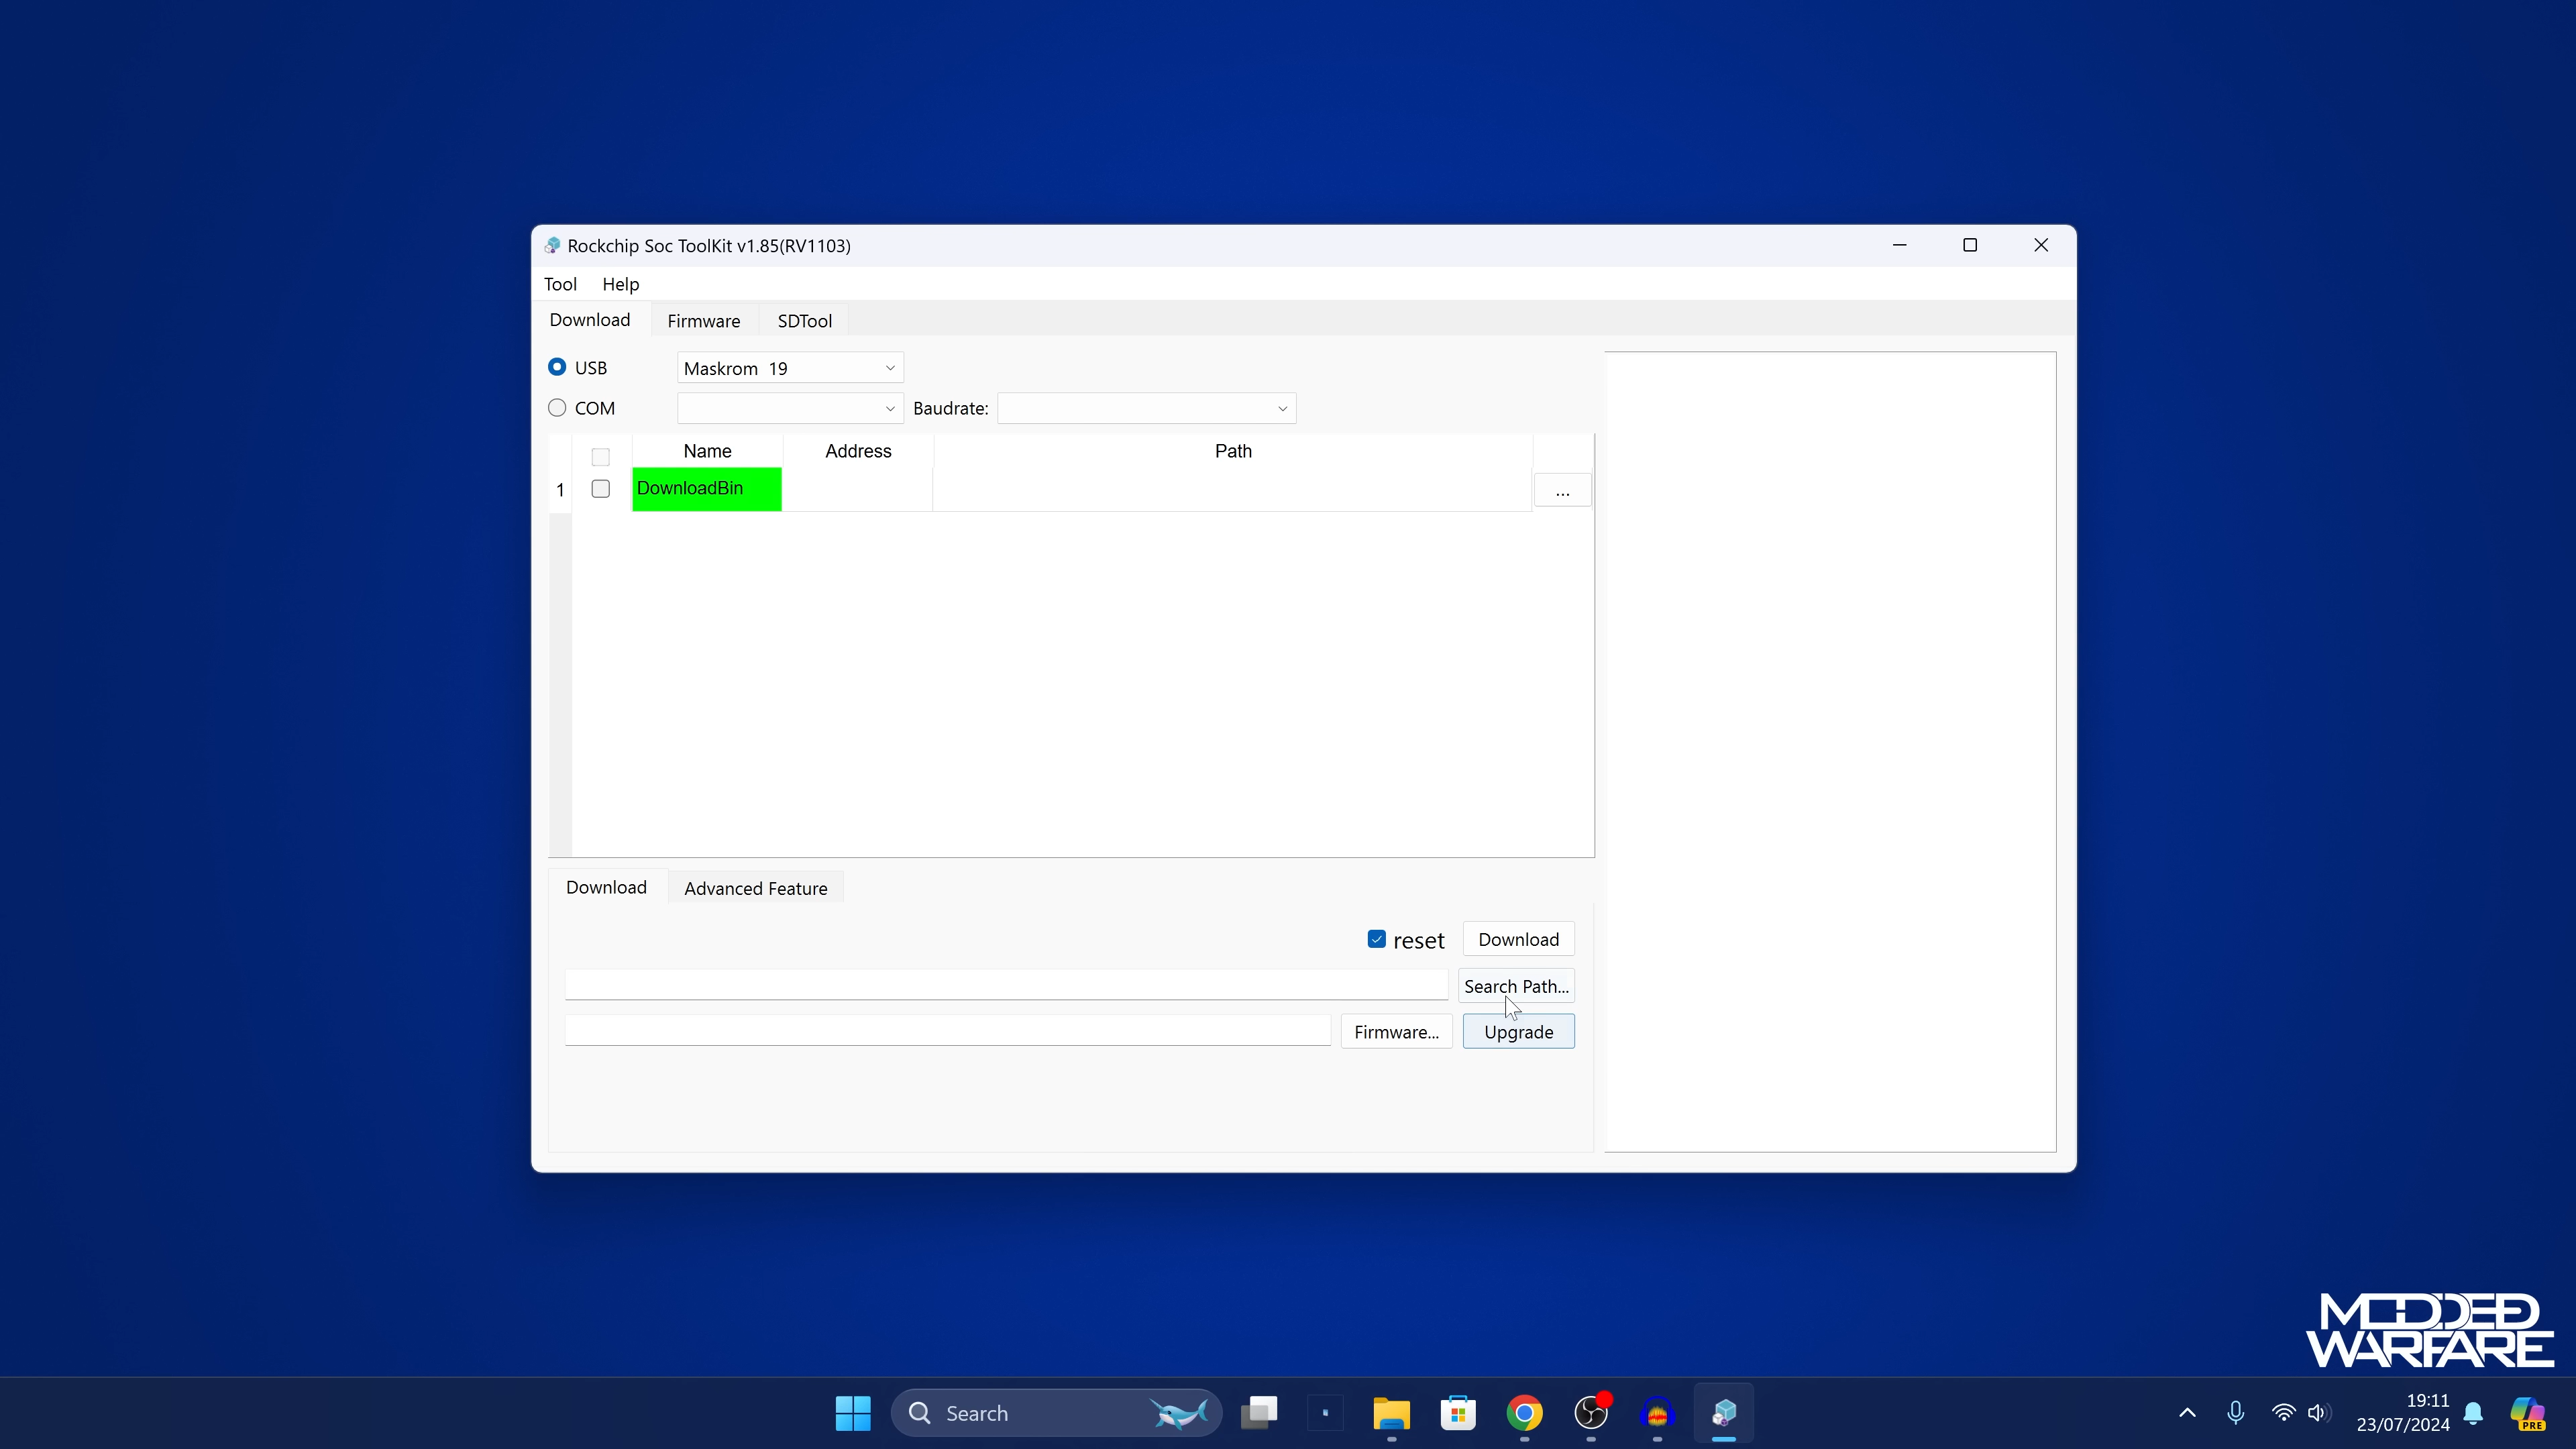 Rockchip Soc ToolKit v1.85(RV1103)
Tool Help
Download Firmware SDTool
USB Maskrom 19
COM Baudrate:
Name Address Path
1 DownloadBin ...
Download Advanced Feature
reset Download
Search Path...
Firmware... Upgrade
MODDED
WARFARE
Search
19:11
23/07/2024
PRE